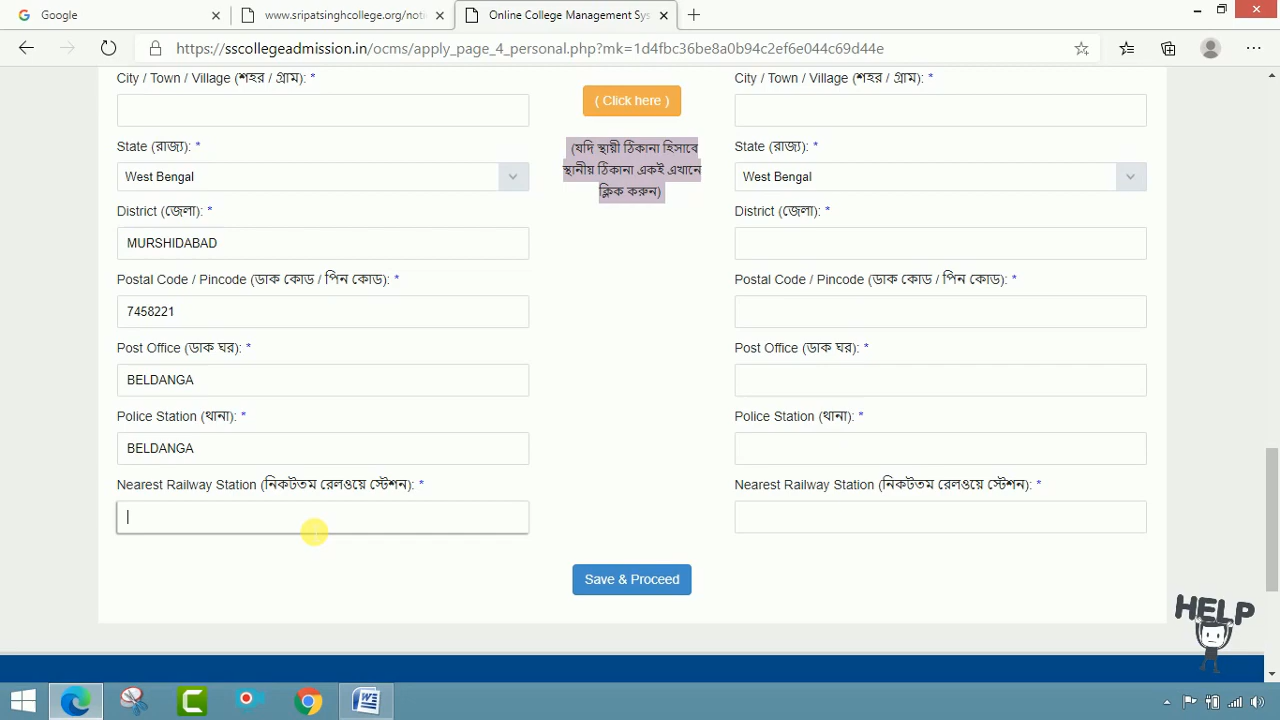 Google
www.sripatsinghcollege.org/note
Online College Management Sys
https://sscollegeadmission.in/ocms/apply_page_4_personal.php?mk=1d4fbc36be8a0b94c2ef6e044c69d44e
City / Town / Village (শহর / গ্রাম): *
State (রাজ্য): *
West Bengal
District (জেলা): *
MURSHIDABAD
Postal Code / Pincode (ডাক কোড / পিন কোড): *
7458221
Post Office (ডাক ঘর): *
BELDANGA
Police Station (থানা): *
BELDANGA
Nearest Railway Station (নিকটতম রেলওয়ে স্টেশন): *
( Click here )
(যদি স্থায়ী ঠিকানা হিসাবে
স্থানীয় ঠিকানা একই এখানে
ক্লিক করুন)
City / Town / Village (শহর / গ্রাম): *
State (রাজ্য): *
West Bengal
District (জেলা): *
Postal Code / Pincode (ডাক কোড / পিন কোড): *
Post Office (ডাক ঘর): *
Police Station (থানা): *
Nearest Railway Station (নিকটতম রেলওয়ে স্টেশন): *
Save & Proceed
HELP